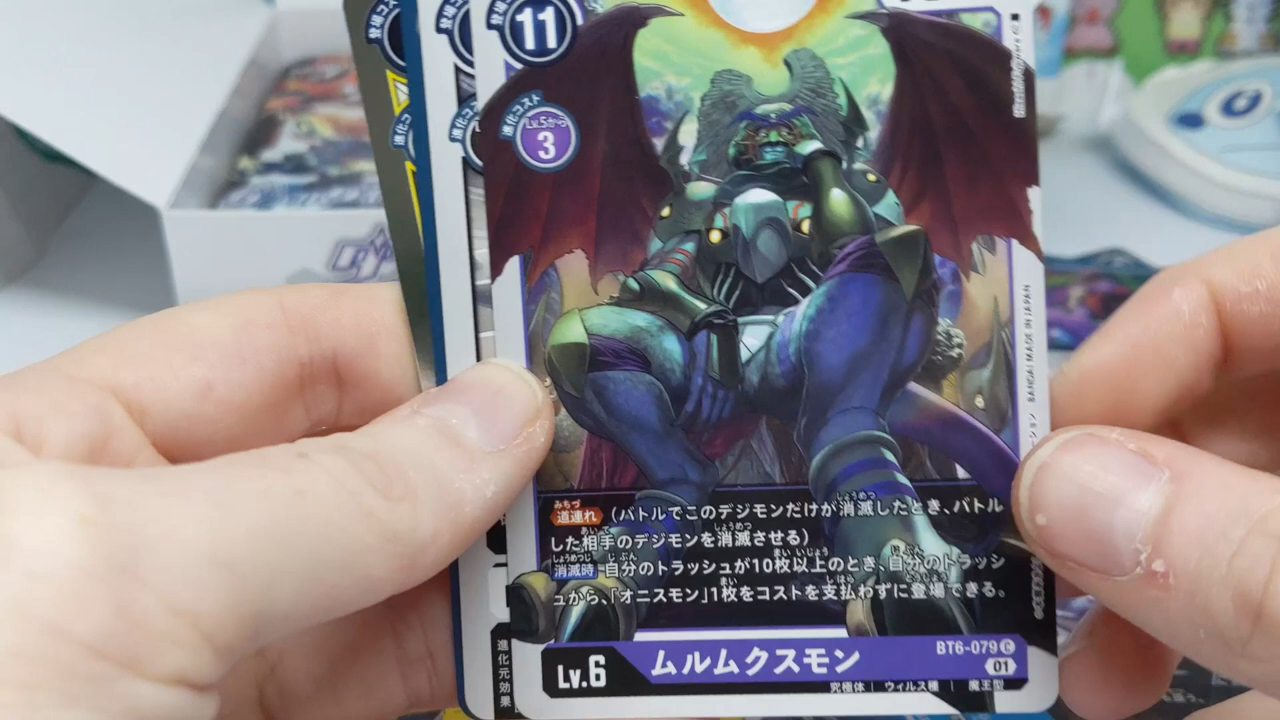 登場コスト
11
進化コスト
Lv.5から
3
BANDAI MADE IN JAPAN
道連れ (バトルでこのデジモンだけが消滅したとき、バトル
した相手のデジモンを消滅させる)
消滅時 自分のトラッシュが10枚以上のとき、自分のトラッシ
ュから、「オニスモン」1枚をコストを支払わずに登場できる。
Lv.6 ムルムクスモン BT6-079 C
01
究極体 | ウィルス種 | 魔王型
進化元効果